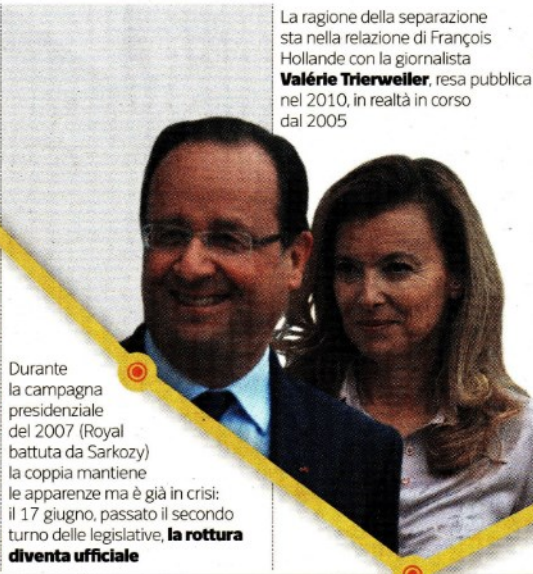 La ragione della separazione
sta nella relazione di François
Hollande con la giornalista
Valérie Trierweiler, resa pubblica
nel 2010, in realtà in corso
dal 2005
Durante
la campagna
presidenziale
del 2007 (Royal
battuta da Sarkozy)
la coppia mantiene
le apparenze ma è già in crisi:
il 17 giugno, passato il secondo
turno delle legislative, la rottura
diventa ufficiale